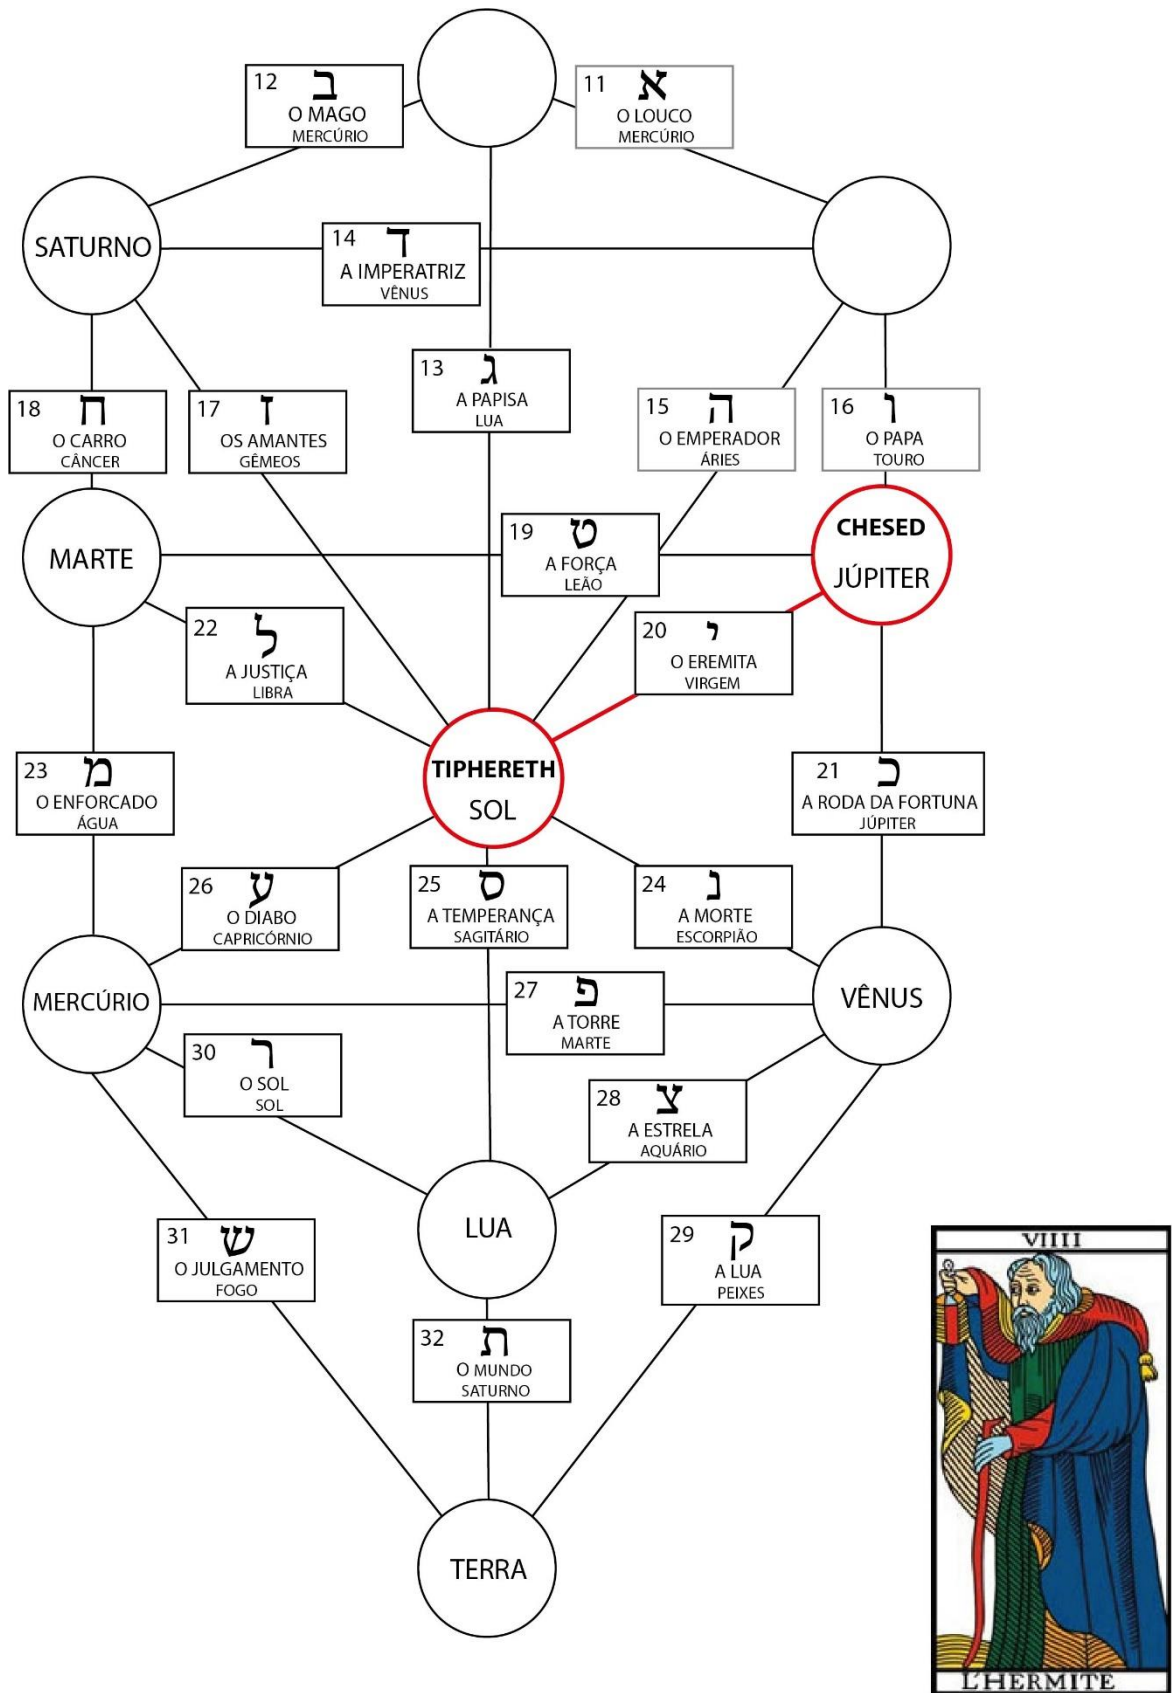 12 ב
O MAGO
MERCÚRIO
11 א
O LOUCO
MERCÚRIO
SATURNO
14 ד
A IMPERATRIZ
VÊNUS
13 ג
A PAPISA
LUA
18 ח
O CARRO
CÂNCER
17 ז
OS AMANTES
GÊMEOS
15 ה
O EMPERADOR
ÁRIES
16 ו
O PAPA
TOURO
MARTE
19 ט
A FORÇA
LEÃO
CHESED
JÚPITER
22 ל
A JUSTIÇA
LIBRA
20 י
O EREMITA
VIRGEM
TIPHERETH
SOL
23 מ
O ENFORCADO
ÁGUA
21 כ
A RODA DA FORTUNA
JÚPITER
26 ע
O DIABO
CAPRICÓRNIO
25 ס
A TEMPERANÇA
SAGITÁRIO
24 נ
A MORTE
ESCORPIÃO
MERCÚRIO
27 פ
A TORRE
MARTE
VÊNUS
30 ר
O SOL
SOL
28 צ
A ESTRELA
AQUÁRIO
31 ש
O JULGAMENTO
FOGO
LUA
29 ק
A LUA
PEIXES
32 ת
O MUNDO
SATURNO
TERRA
VIIII
L'HERMITE